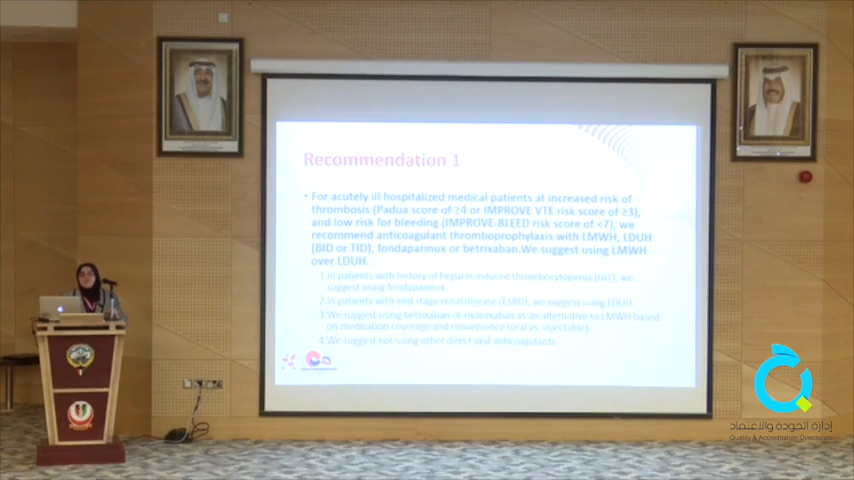 Recommendation 1
• For acutely ill hospitalized medical patients at increased risk of
thrombosis (Padua score of ≥4 or IMPROVE VTE risk score of ≥3),
and low risk for bleeding (IMPROVE-BLEED risk score of <7), we
recommend anticoagulant thromboprophylaxis with LMWH, LDUH
(BID or TID), fondaparinux or betrixaban.We suggest using LMWH
over LDUH.
1.In patients with history of heparin induced thrombocytopenia (HIT), we
suggest using fondaparinux.
2.In patients with end stage renal disease (ESRD), we suggest using LDUH.
3.We suggest using betrixaban or rivaroxaban as an alternative to LMWH based
on medication coverage and convenience (oral vs. injectable).
4.We suggest not using other direct oral anticoagulants.
إدارة الجودة والاعتماد
Quality & Accreditation Directorate